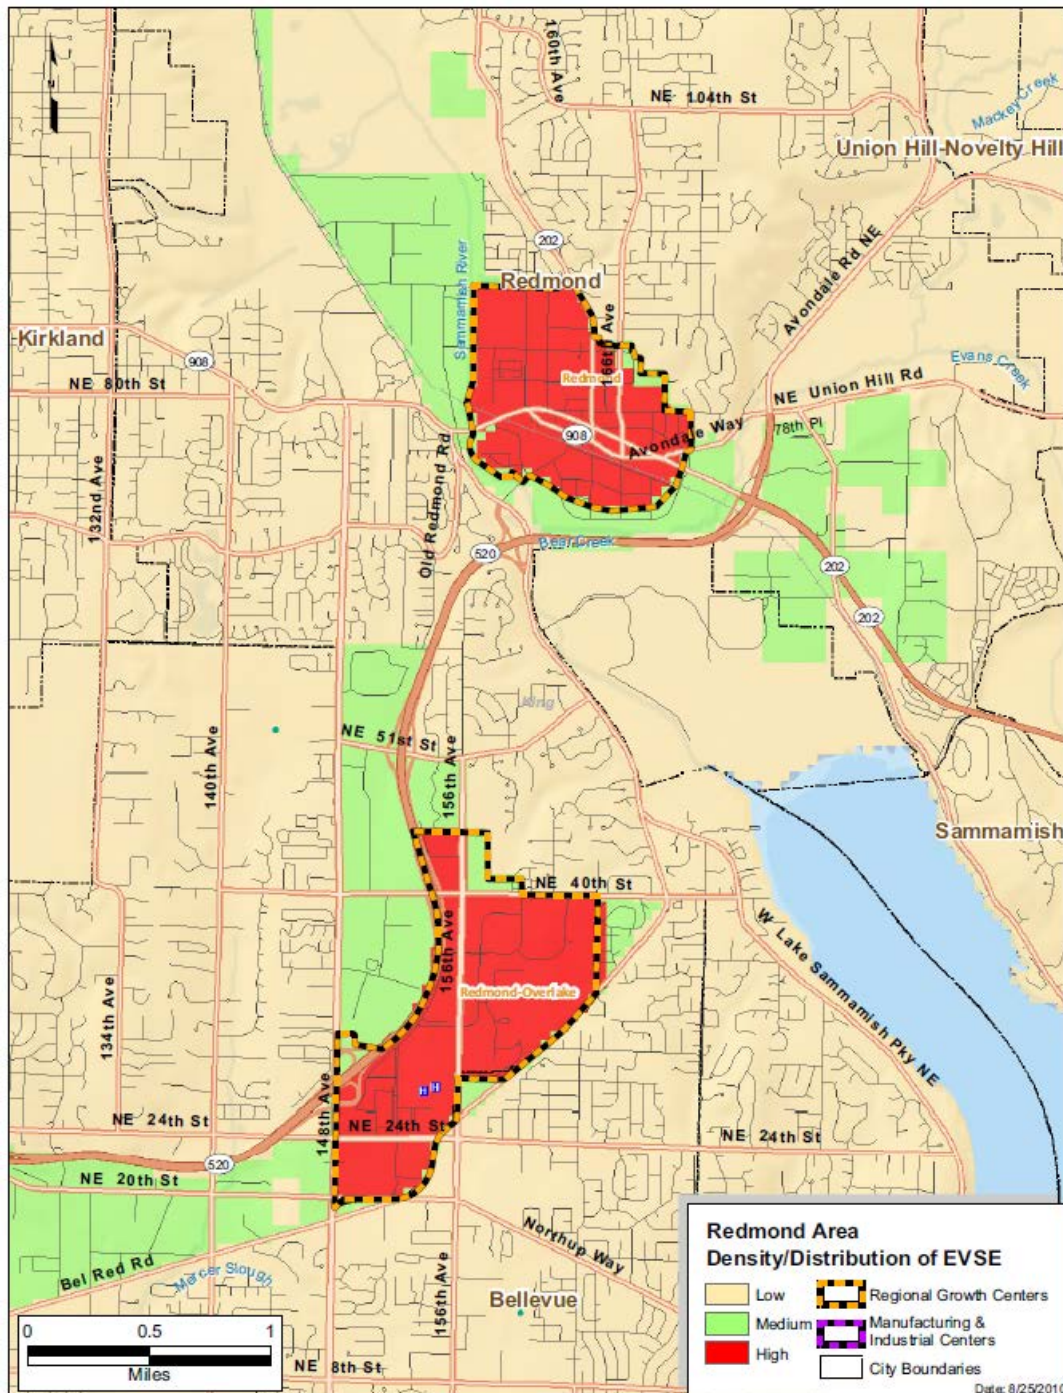 160th Ave
NE 104th St
Mackey Creek
Union Hill-Novelty Hill
202
Avondale Rd NE
Redmond
Sammamish River
Kirkland
908
166th Ave
Evans Creek
Redmond
NE 80th St
NE Union Hill Rd
78th Pl
Avondale Way
908
Old Redmond Rd
132nd Ave
Bear Creek
520
202
202
King
NE 51st St
140th Ave
156th Ave
Sammamish
NE 40th St
156th Ave
W Lake Sammamish Pky NE
Redmond-Overlake
134th Ave
148th Ave
H H
NE 24th St
NE 24th St
NE 24th St
520
NE 20th St
Northup Way
Bel Red Rd
Mercer Slough
Bellevue
156th Ave
NE 8th St
0 0.5 1
Miles
Redmond Area
Density/Distribution of EVSE
Low
Medium
High
Regional Growth Centers
Manufacturing &
Industrial Centers
City Boundaries